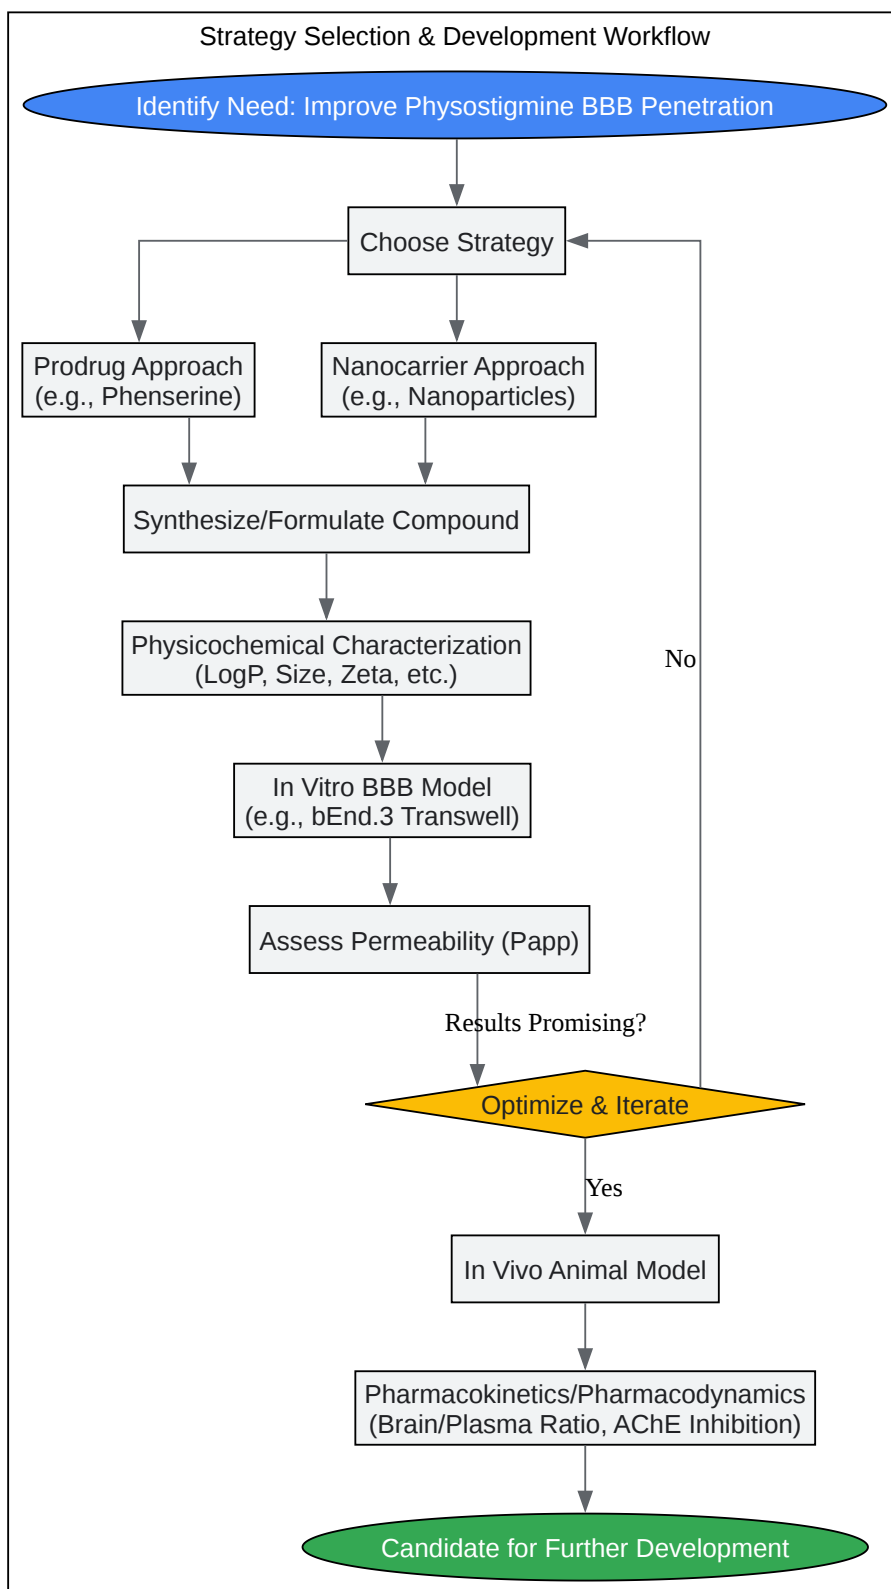 Strategy Selection & Development Workflow
Identify Need: Improve Physostigmine BBB Penetration
Choose Strategy
Prodrug Approach
(e.g., Phenserine)
Nanocarrier Approach
(e.g., Nanoparticles)
Synthesize/Formulate Compound
Physicochemical Characterization
(LogP, Size, Zeta, etc.)
No
In Vitro BBB Model
(e.g., bEnd.3 Transwell)
Assess Permeability (Papp)
Results Promising?
Optimize & Iterate
Yes
In Vivo Animal Model
Pharmacokinetics/Pharmacodynamics
(Brain/Plasma Ratio, AChE Inhibition)
Candidate for Further Development